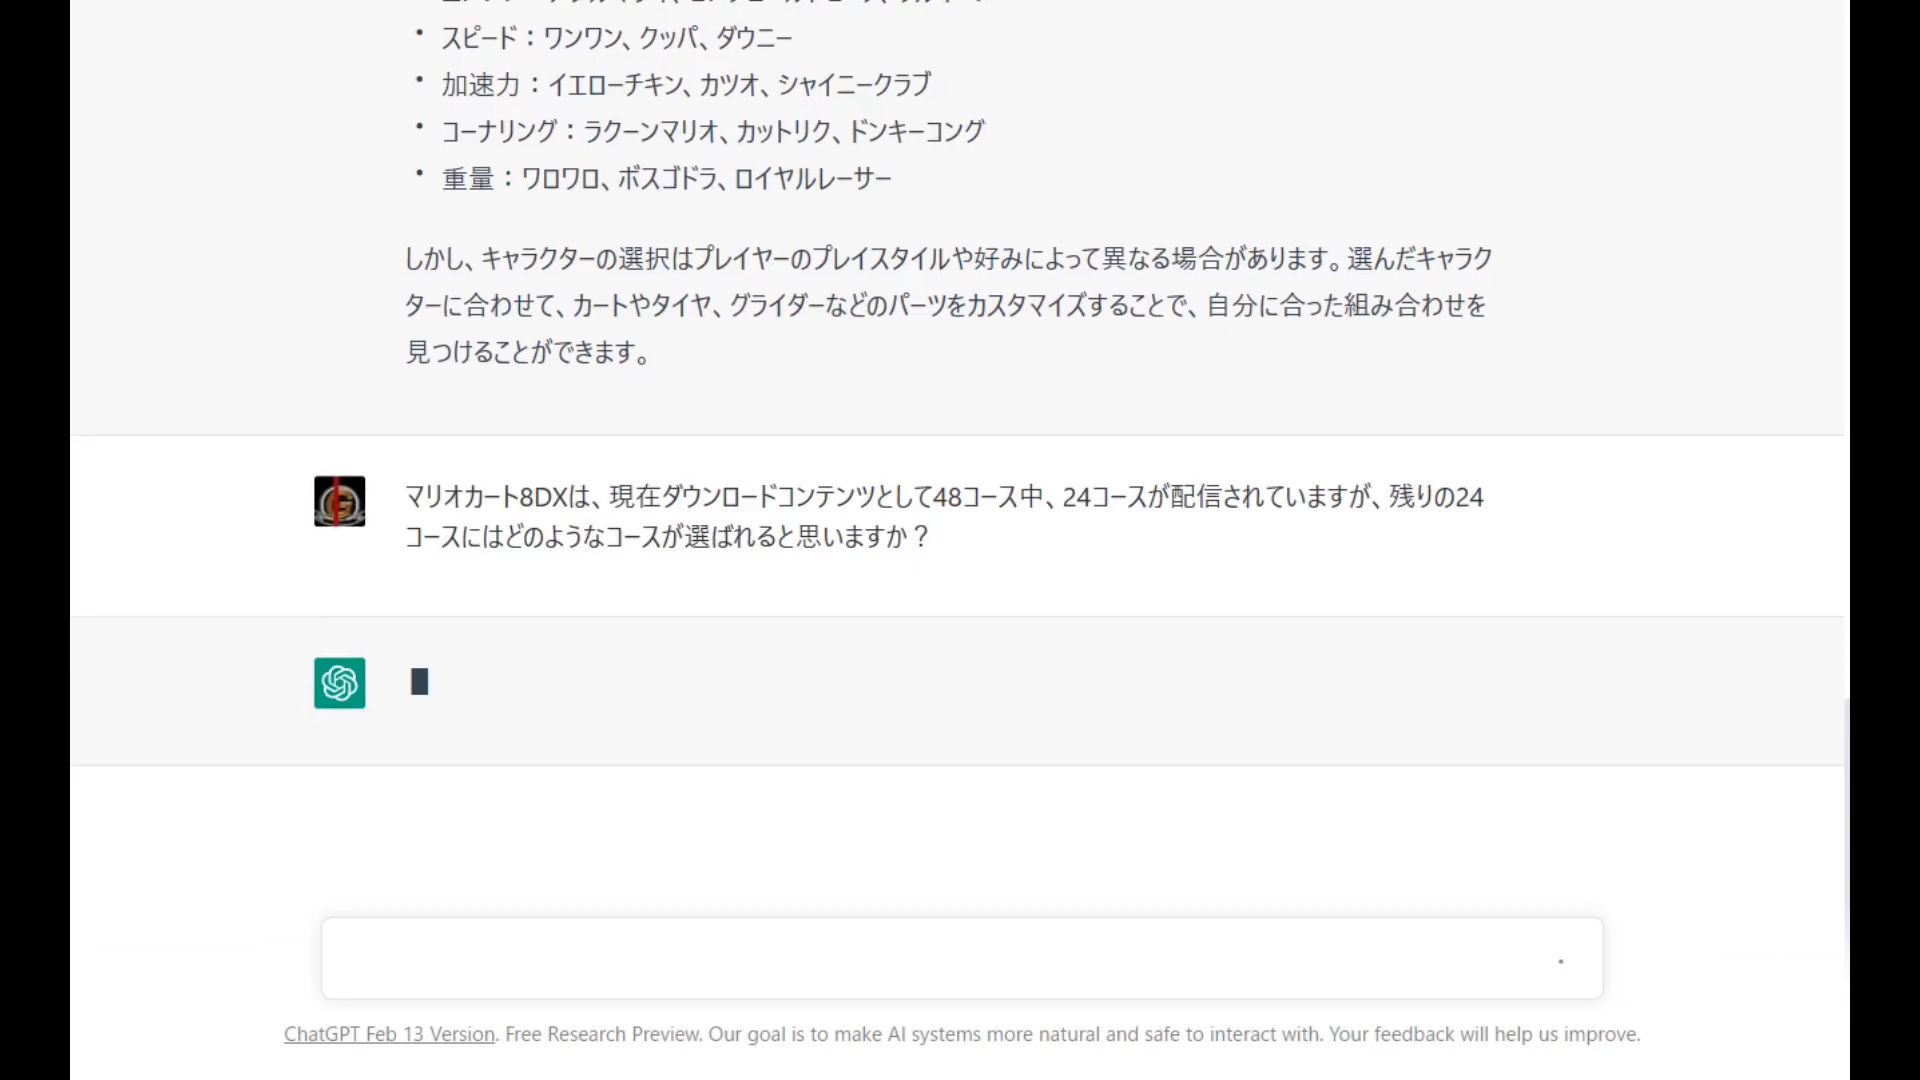 ・スピード：ワンワン、クッパ、ダウニー
・加速力：イエローチキン、カツオ、シャイニークラブ
・コーナリング：ラクーンマリオ、カットリク、ドンキーコング
・重量：ワロワロ、ボスゴドラ、ロイヤルレーサー
しかし、キャラクターの選択はプレイヤーのプレイスタイルや好みによって異なる場合があります。選んだキャラク
ターに合わせて、カートやタイヤ、グライダーなどのパーツをカスタマイズすることで、自分に合った組み合わせを
見つけることができます。
マリオカート8DXは、現在ダウンロードコンテンツとして48コース中、24コースが配信されていますが、残りの24
コースにはどのようなコースが選ばれると思いますか？
ChatGPT Feb 13 Version. Free Research Preview. Our goal is to make AI systems more natural and safe to interact with. Your feedback will help us improve.